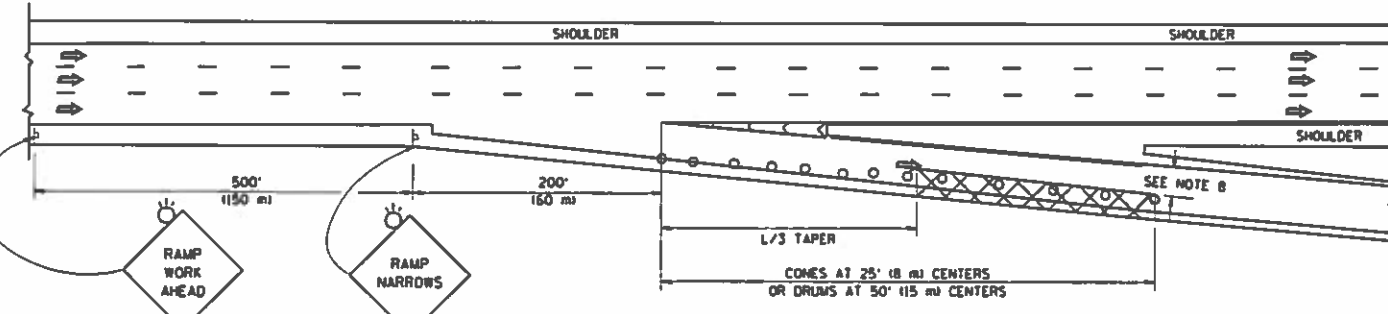 SHOULDER
SHOULDER
SHOULDER
500'
(150 m)
200'
(60 m)
SEE NOTE 8
L/3 TAPER
RAMP
WORK
AHEAD
RAMP
NARROWS
CONES AT 25' (8 m) CENTERS
OR DRUMS AT 50' (15 m) CENTERS